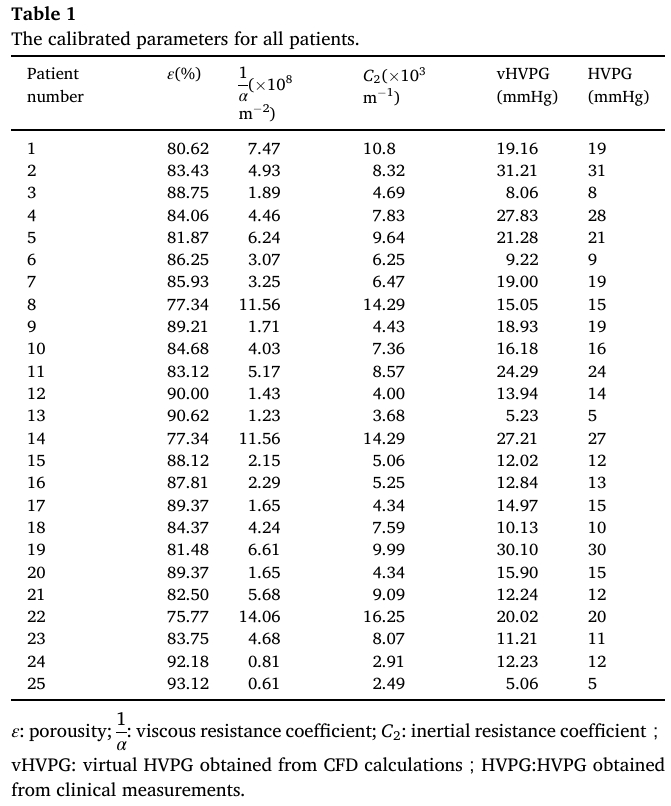 Table 1
The calibrated parameters for all patients.
Patient number ε(%) 1/α(×10⁸ m⁻²) C₂(×10³ m⁻¹) vHVPG (mmHg) HVPG (mmHg)
1 80.62 7.47 10.8 19.16 19
2 83.43 4.93 8.32 31.21 31
3 88.75 1.89 4.69 8.06 8
4 84.06 4.46 7.83 27.83 28
5 81.87 6.24 9.64 21.28 21
6 86.25 3.07 6.25 9.22 9
7 85.93 3.25 6.47 19.00 19
8 77.34 11.56 14.29 15.05 15
9 89.21 1.71 4.43 18.93 19
10 84.68 4.03 7.36 16.18 16
11 83.12 5.17 8.57 24.29 24
12 90.00 1.43 4.00 13.94 14
13 90.62 1.23 3.68 5.23 5
14 77.34 11.56 14.29 27.21 27
15 88.12 2.15 5.06 12.02 12
16 87.81 2.29 5.25 12.84 13
17 89.37 1.65 4.34 14.97 15
18 84.37 4.24 7.59 10.13 10
19 81.48 6.61 9.99 30.10 30
20 89.37 1.65 4.34 15.90 15
21 82.50 5.68 9.09 12.24 12
22 75.77 14.06 16.25 20.02 20
23 83.75 4.68 8.07 11.21 11
24 92.18 0.81 2.91 12.23 12
25 93.12 0.61 2.49 5.06 5
ε: porousity; 1/α: viscous resistance coefficient; C₂: inertial resistance coefficient ;
vHVPG: virtual HVPG obtained from CFD calculations ; HVPG:HVPG obtained
from clinical measurements.